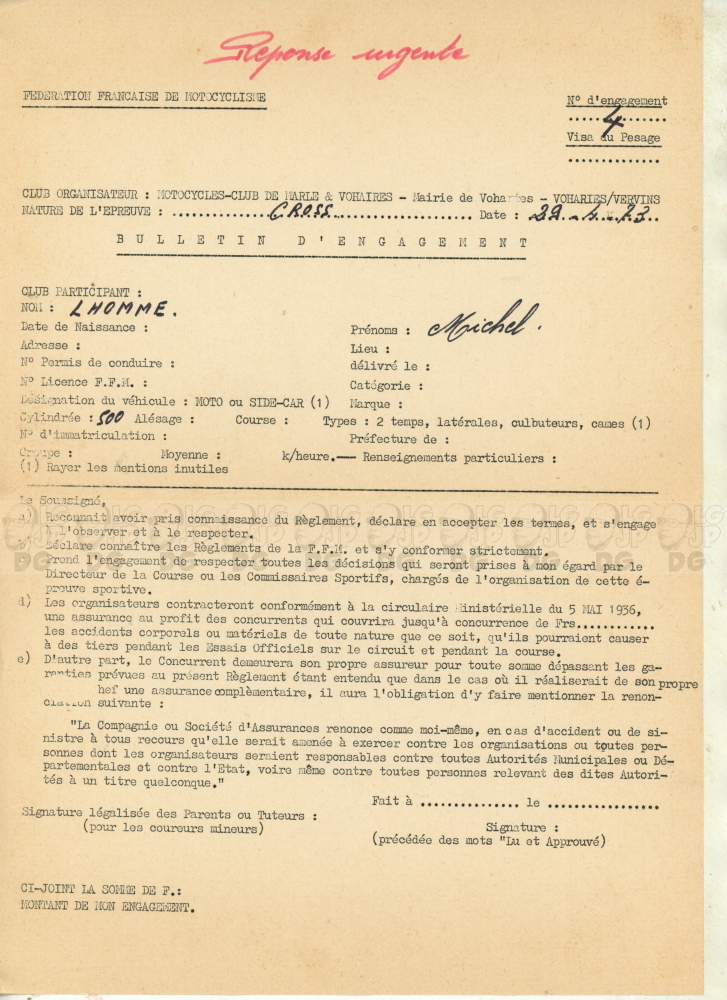 Reponse urgente
FEDERATION FRANCAISE DE MOTOCYCLISME
N° d'engagement
4
Visa du Pesage
CLUB ORGANISATEUR : MOTOCYCLES-CLUB DE MARLE & VOHAIRES - Mairie de Voharies - VOHARIES/VERVINS
NATURE DE L'EPREUVE : CROSS Date : 22-4-73
BULLETIN D'ENGAGEMENT
CLUB PARTICIPANT :
NOM : LHOMME.
Date de Naissance : Prénoms : Michel.
Adresse : Lieu :
N° Permis de conduire : délivré le :
N° Licence F.F.M. : Catégorie :
Désignation du véhicule : MOTO ou SIDE-CAR (1) Marque :
Cylindrée : 500 Alésage : Course : Types : 2 temps, latérales, culbuteurs, cames (1)
N° d'immatriculation : Préfecture de :
Groupe : Moyenne : k/heure.— Renseignements particuliers :
(1) Rayer les mentions inutiles
Le Soussigné,
a) Reconnait avoir pris connaissance du Règlement, déclare en accepter les termes, et s'engage
à l'observer et à le respecter.
Déclare connaître les Règlements de la F.F.M. et s'y conformer strictement.
Prend l'engagement de respecter toutes les décisions qui seront prises à mon égard par le
Directeur de la Course ou les Commissaires Sportifs, chargés de l'organisation de cette é-
preuve sportive.
d) Les organisateurs contracteront conformément à la circulaire Ministérielle du 5 MAI 1936,
une assurance au profit des concurrents qui couvrira jusqu'à concurrence de Frs............
les accidents corporels ou matériels de toute nature que ce soit, qu'ils pourraient causer
à des tiers pendant les Essais Officiels sur le circuit et pendant la course.
e) D'autre part, le Concurrent demeurera son propre assureur pour toute somme dépassant les ga-
ranties prévues au présent Règlement étant entendu que dans le cas où il réaliserait de son propre
hef une assurance complèmentaire, il aura l'obligation d'y faire mentionner la renon-
ciation suivante :
"La Compagnie ou Société d'Assurances renonce comme moi-même, en cas d'accident ou de si-
nistre à tous recours qu'elle serait amenée à exercer contre les organisations ou toutes per-
sonnes dont les organisateurs seraient responsables contre toutes Autorités Municipales ou Dé-
partementales et contre l'Etat, voire même contre toutes personnes relevant des dites Autori-
tés à un titre quelconque."
Fait à .............. le ................
Signature légalisée des Parents ou Tuteurs :
(pour les coureurs mineurs)
Signature :
(précédée des mots "Lu et Approuvé)
CI-JOINT LA SOMME DE F.:
MONTANT DE MON ENGAGEMENT.